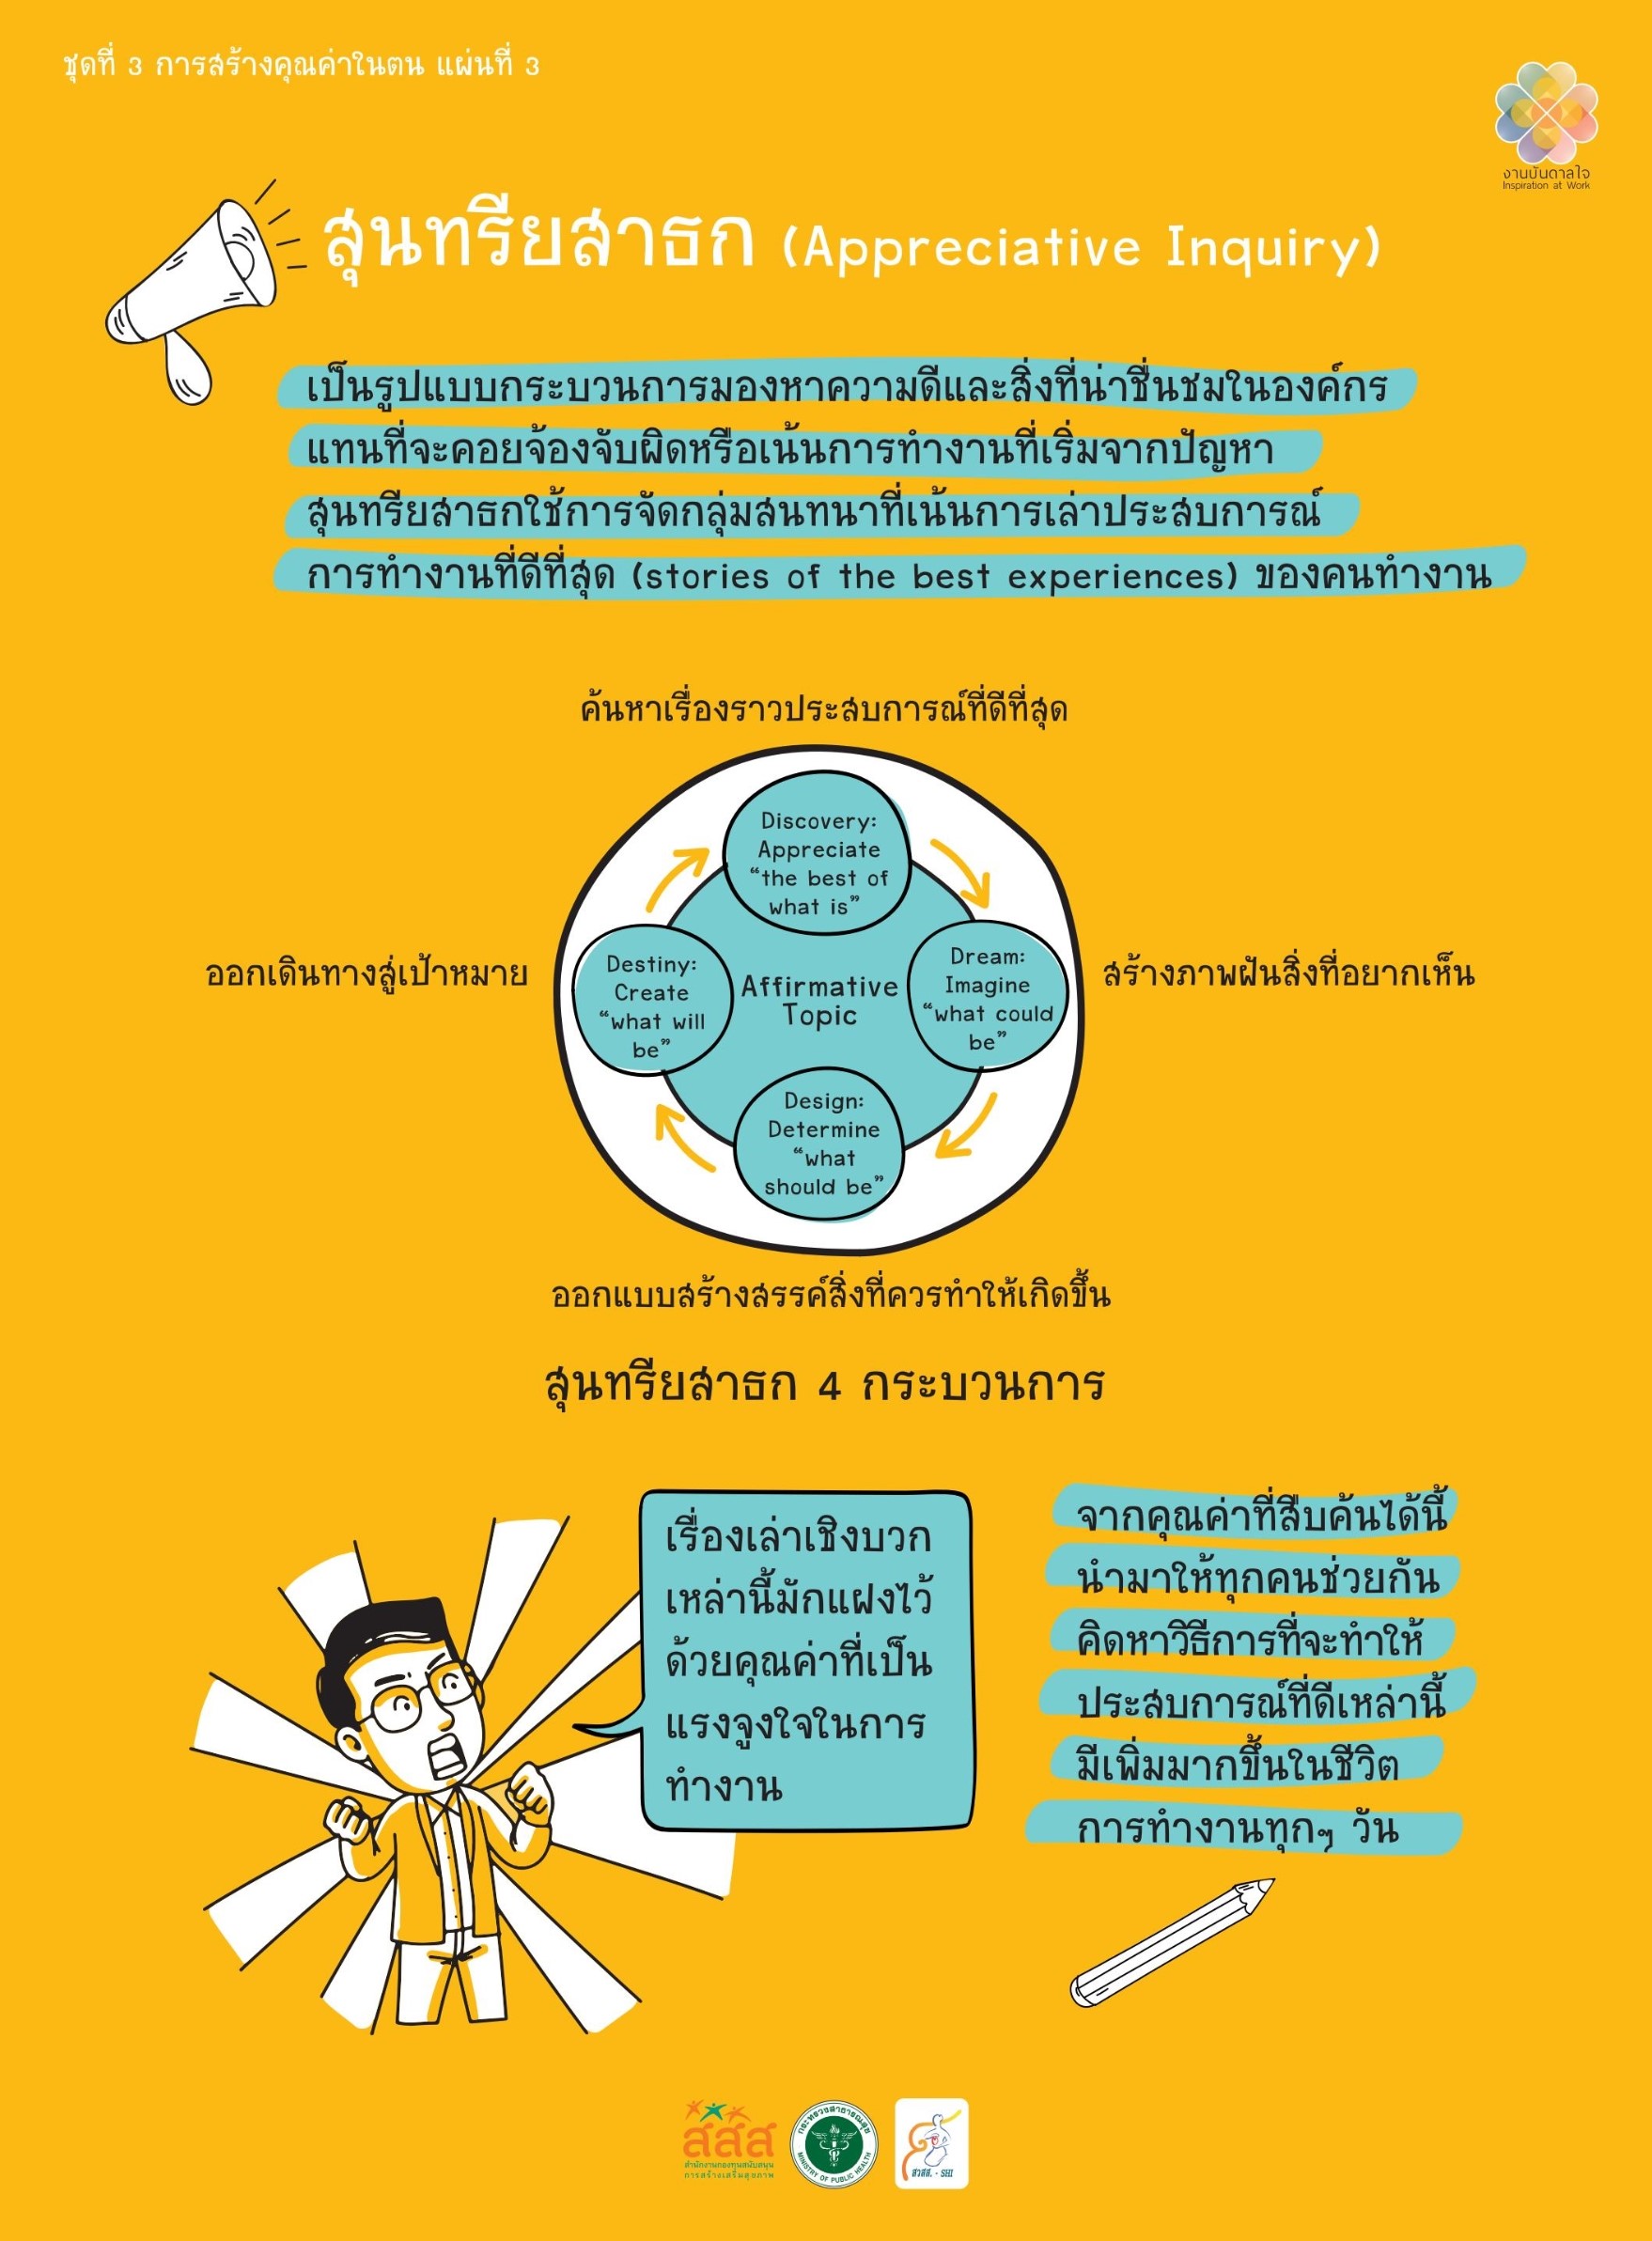 ชุดที่ 3 การสร้างคุณค่าในตน แผ่นที่ 3
งานบันดาลใจ
Inspiration at Work
สุนทรียสาธก (Appreciative Inquiry)
เป็นรูปแบบกระบวนการมองหาความดีและสิ่งที่น่าชื่นชมในองค์กร
แทนที่จะคอยจ้องจับผิดหรือเน้นการทำงานที่เริ่มจากปัญหา
สุนทรียสาธกใช้การจัดกลุ่มสนทนาที่เน้นการเล่าประสบการณ์
การทำงานที่ดีที่สุด (stories of the best experiences) ของคนทำงาน
ค้นหาเรื่องราวประสบการณ์ที่ดีที่สุด
Discovery:
Appreciate
“the best of
what is”
ออกเดินทางสู่เป้าหมาย
Destiny:
Create
“what will
be”
Affirmative
Topic
Dream:
Imagine
“what could
be”
สร้างภาพฝันสิ่งที่อยากเห็น
Design:
Determine
“what
should be”
ออกแบบสร้างสรรค์สิ่งที่ควรทำให้เกิดขึ้น
สุนทรียสาธก 4 กระบวนการ
เรื่องเล่าเชิงบวก
เหล่านี้มักแฝงไว้
ด้วยคุณค่าที่เป็น
แรงจูงใจในการ
ทำงาน
จากคุณค่าที่สืบค้นได้นี้
นำมาให้ทุกคนช่วยกัน
คิดหาวิธีการที่จะทำให้
ประสบการณ์ที่ดีเหล่านี้
มีเพิ่มมากขึ้นในชีวิต
การทำงานทุกๆ วัน
สสส
สำนักงานกองทุนสนับสนุน
การสร้างเสริมสุขภาพ
กระทรวงสาธารณสุข
MINISTRY OF PUBLIC HEALTH
สวสส. - SHI